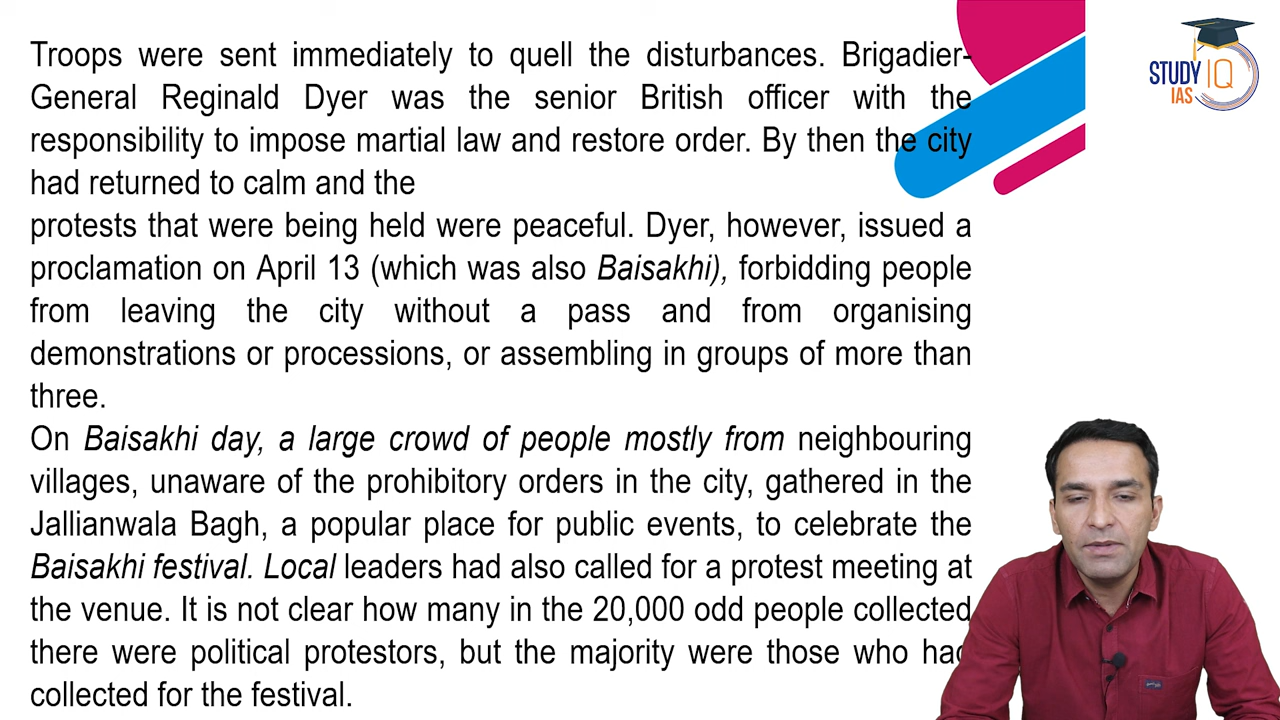 Troops were sent immediately to quell the disturbances. Brigadier-
General Reginald Dyer was the senior British officer with the
responsibility to impose martial law and restore order. By then the city
had returned to calm and the
protests that were being held were peaceful. Dyer, however, issued a
proclamation on April 13 (which was also Baisakhi), forbidding people
from leaving the city without a pass and from organising
demonstrations or processions, or assembling in groups of more than
three.
On Baisakhi day, a large crowd of people mostly from neighbouring
villages, unaware of the prohibitory orders in the city, gathered in the
Jallianwala Bagh, a popular place for public events, to celebrate the
Baisakhi festival. Local leaders had also called for a protest meeting at
the venue. It is not clear how many in the 20,000 odd people collected
there were political protestors, but the majority were those who had
collected for the festival.
STUDY IQ
IAS